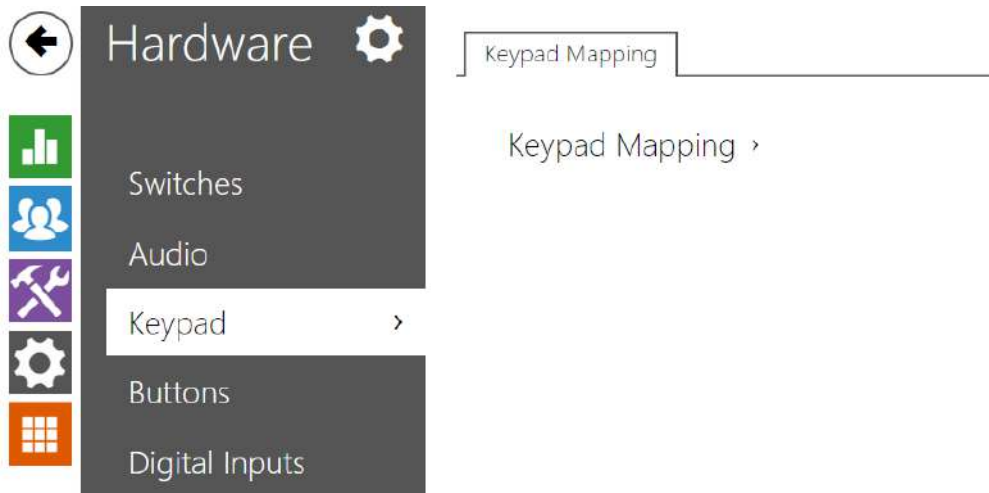 Hardware
Switches
Audio
Keypad
Buttons
Digital Inputs
Keypad Mapping
Keypad Mapping ›